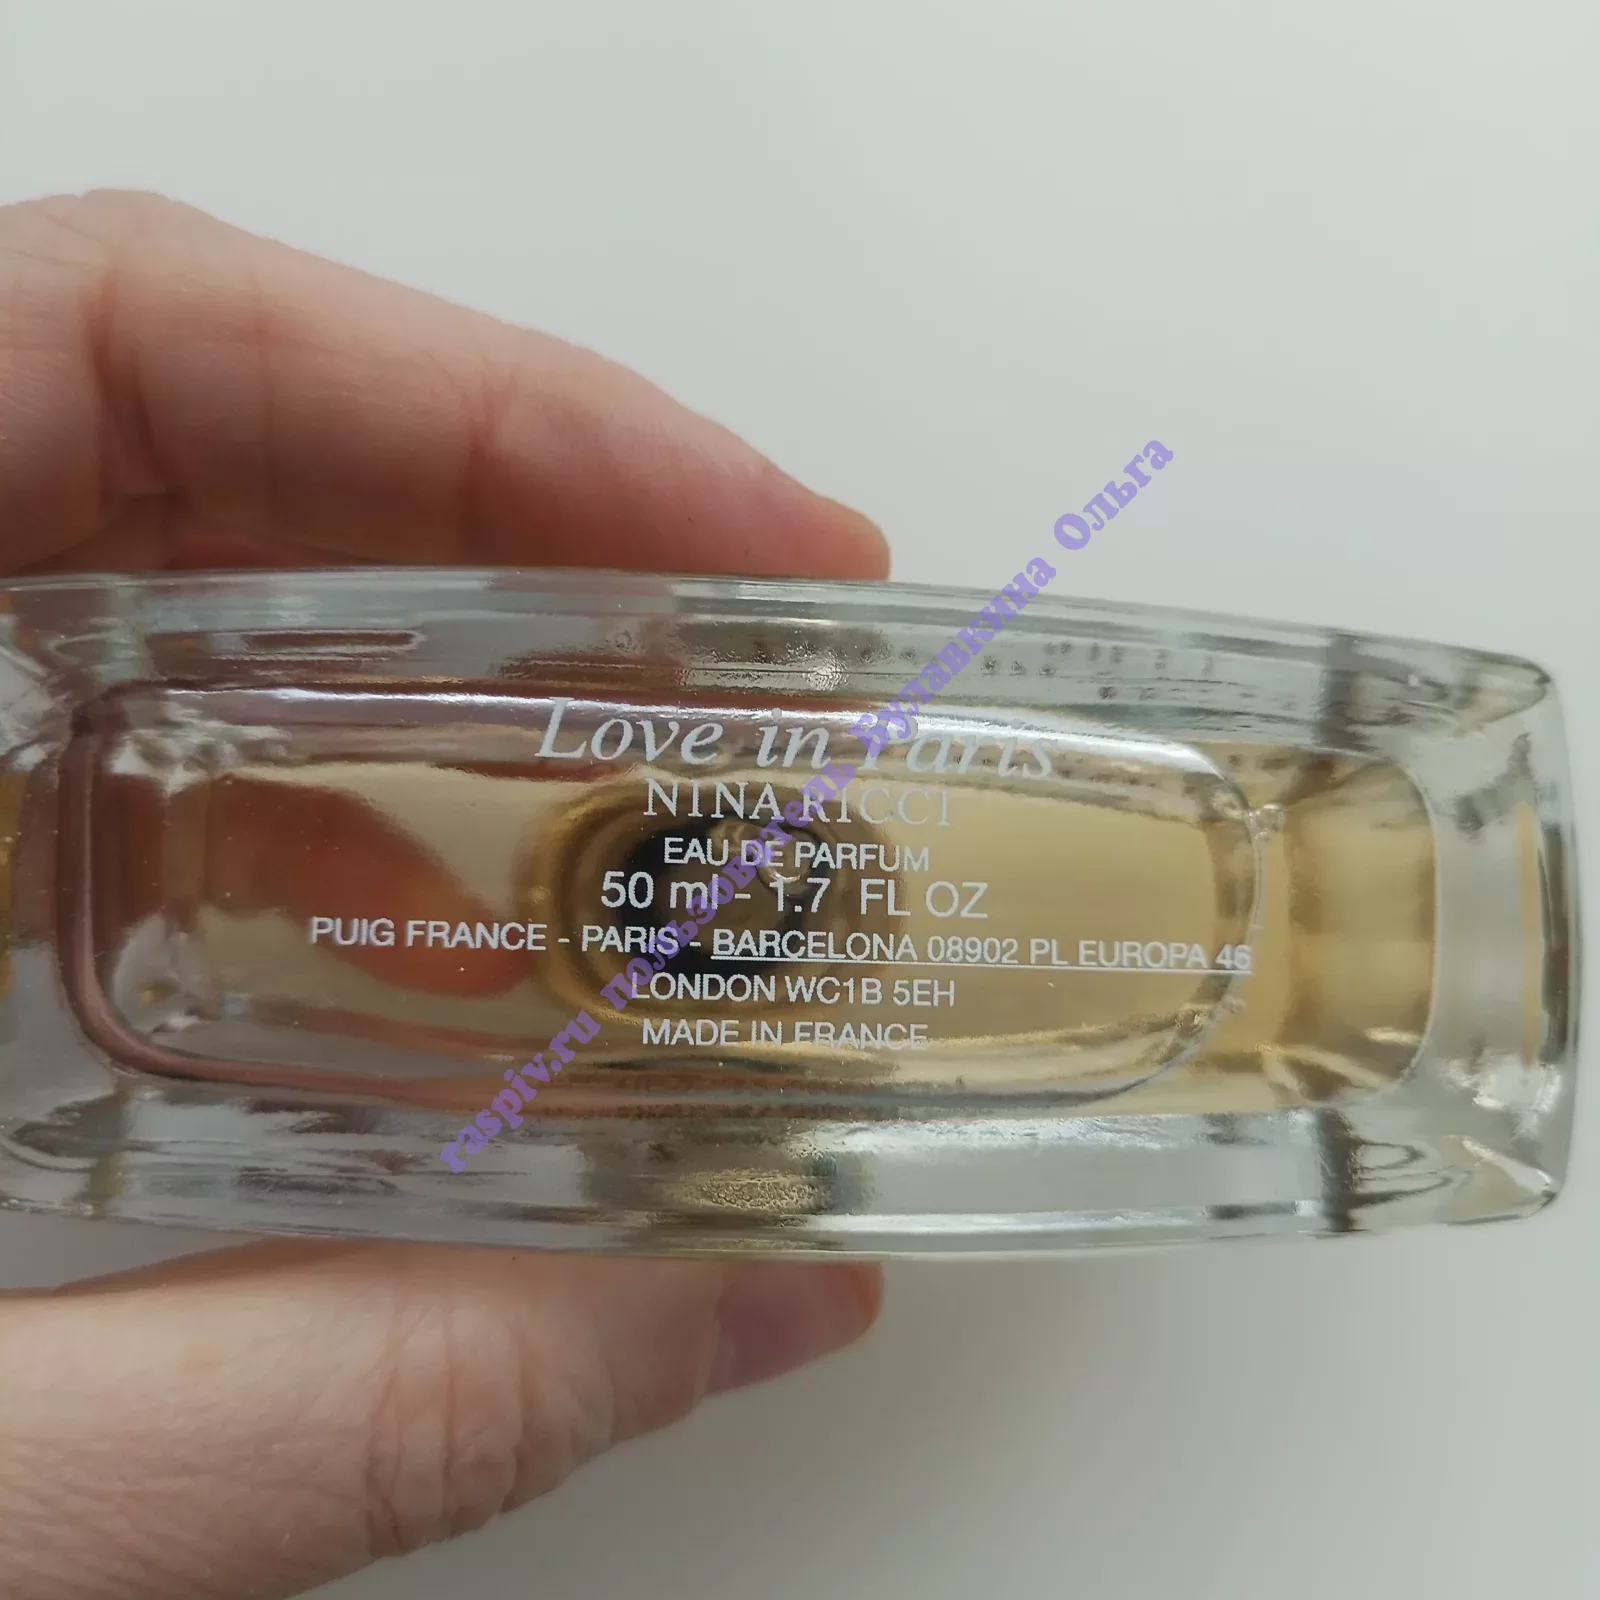 Love in Paris
NINA RICCI
EAU DE PARFUM
50 ml - 1.7 FL OZ
PUIG FRANCE - PARIS - BARCELONA 08902 PL EUROPA 46
LONDON WC1B 5EH
MADE IN FRANCE
raspiv.ru пользователь Булавкина Ольга